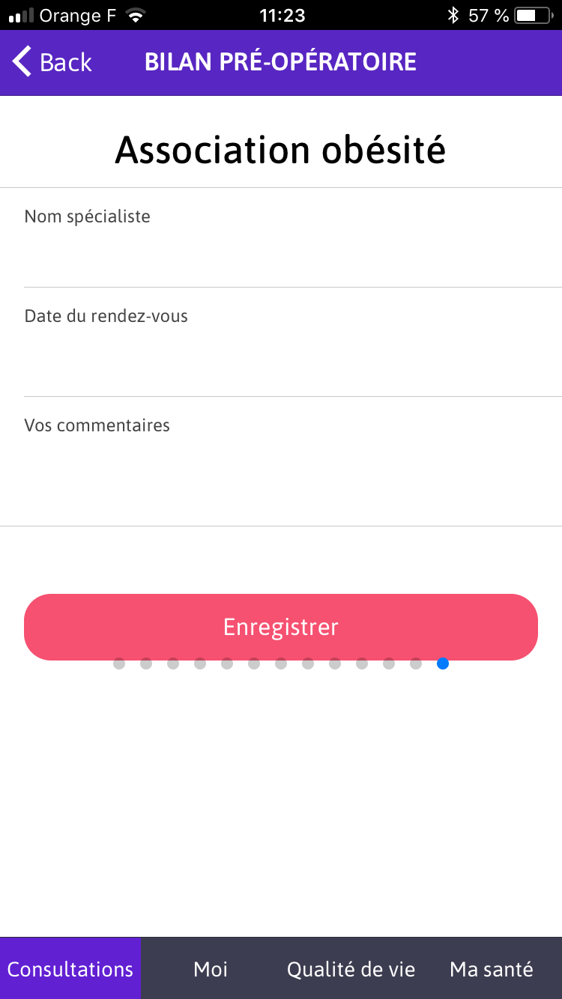 Orange F 11:23 57 %
Back BILAN PRÉ-OPÉRATOIRE
Association obésité
Nom spécialiste
Date du rendez-vous
Vos commentaires
Enregistrer
Consultations Moi Qualité de vie Ma santé